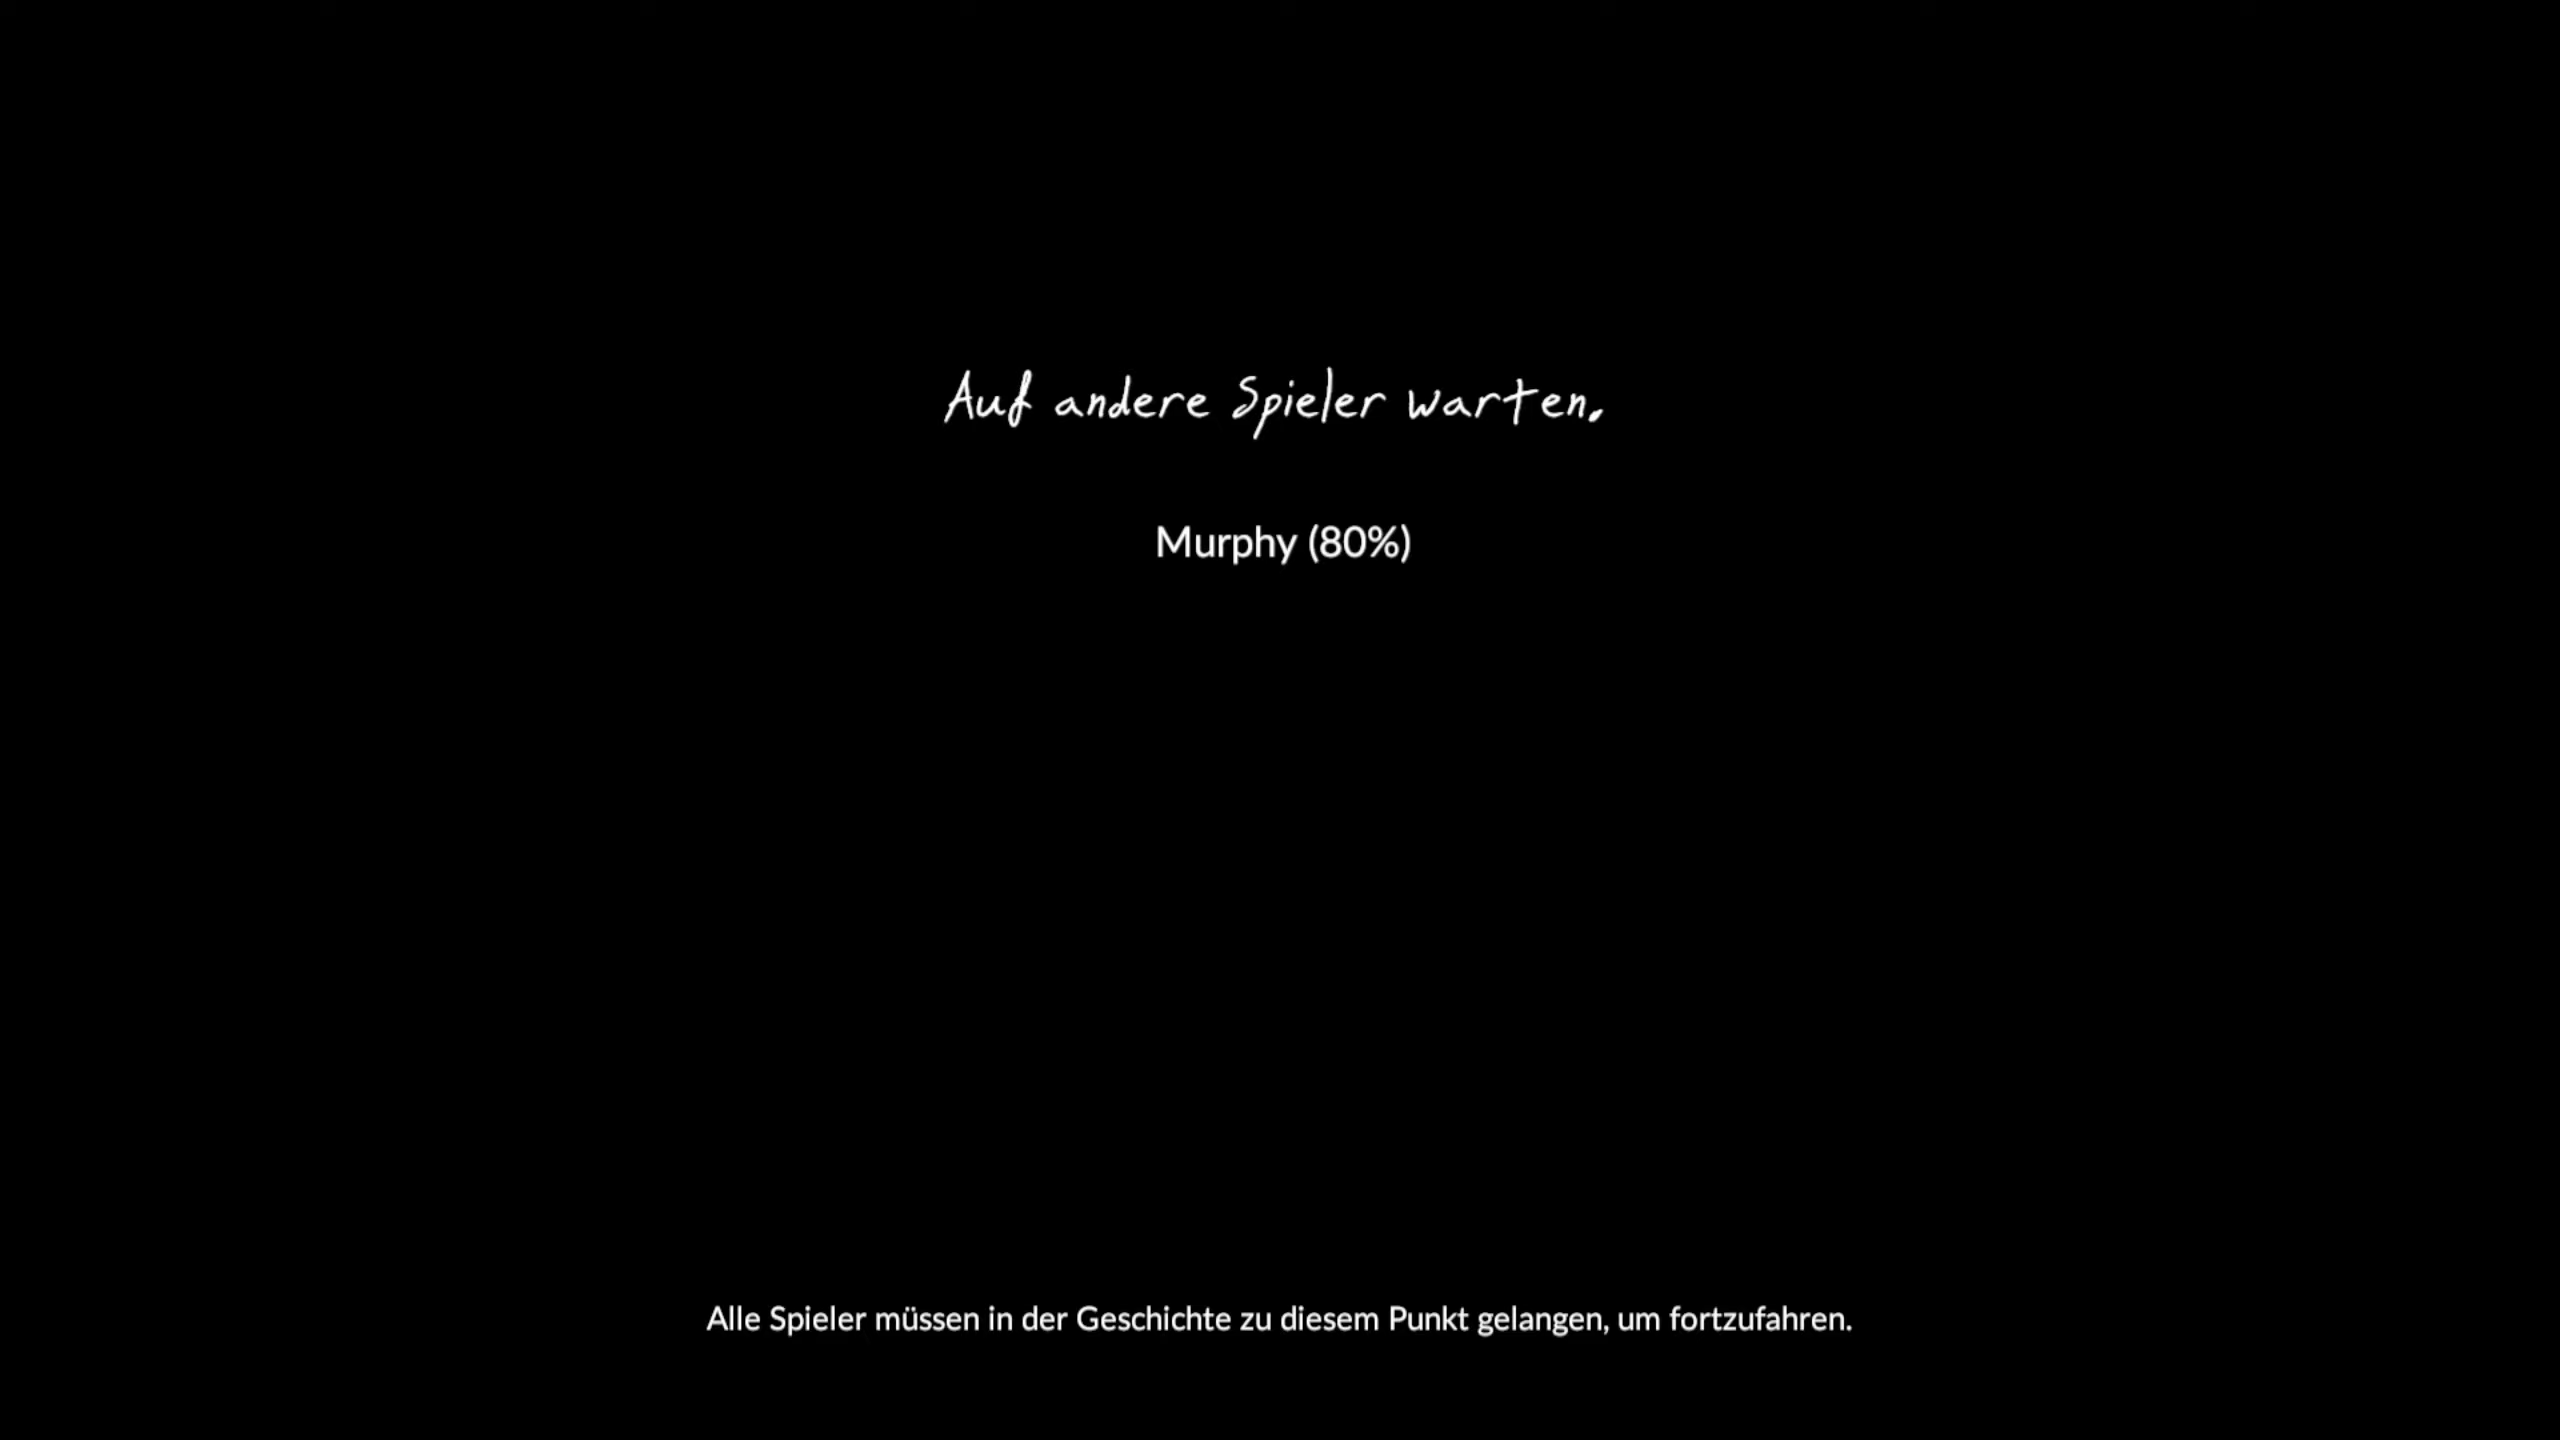 Auf andere Spieler warten.
Murphy (80%)
Alle Spieler müssen in der Geschichte zu diesem Punkt gelangen, um fortzufahren.